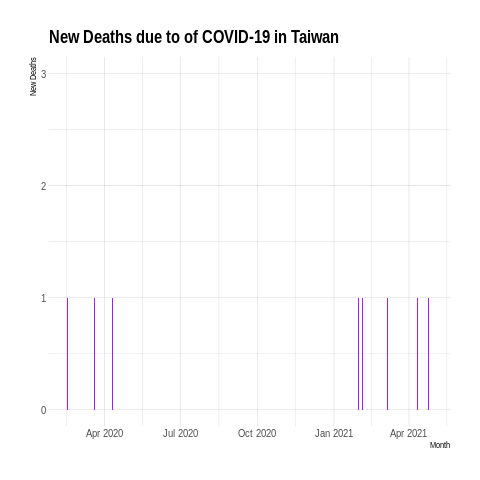 New Deaths due to of COVID-19 in Taiwan
New Deaths
3
2
1
0
Apr 2020 Jul 2020 Oct 2020 Jan 2021 Apr 2021
Month